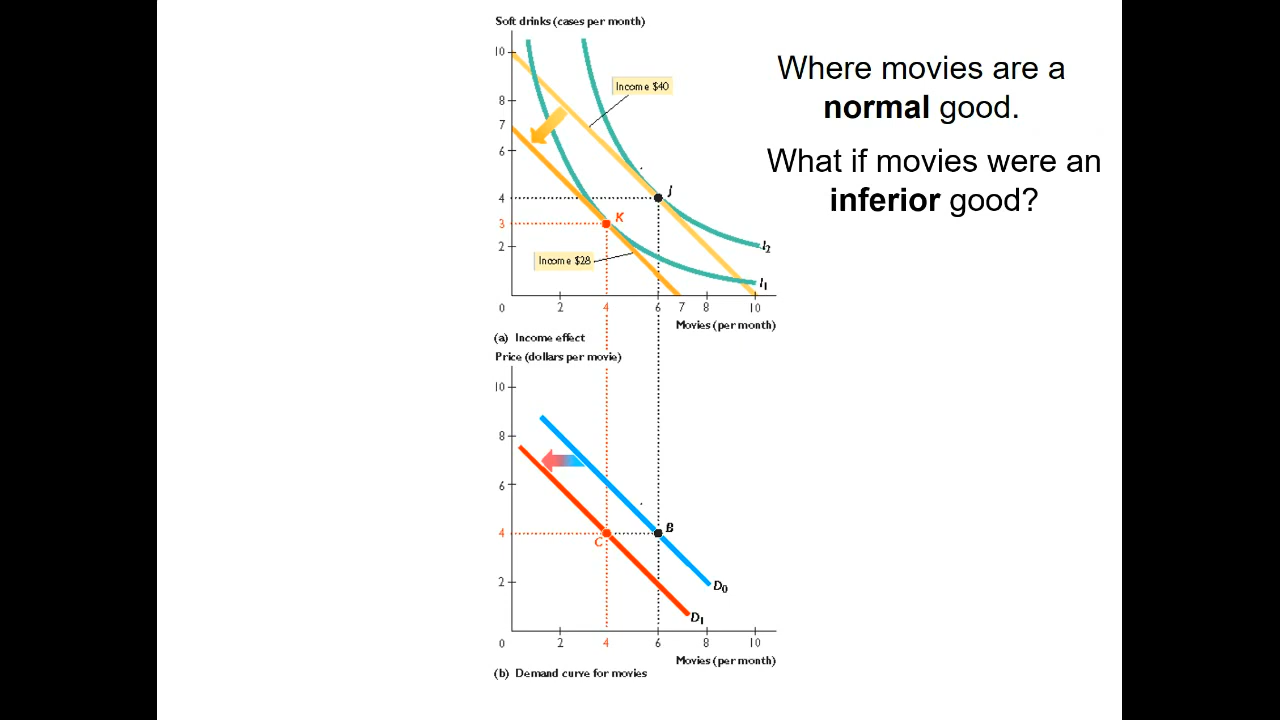 Soft drinks (cases per month)
10
8
7
6
4
3
2
0
Income $40
Income $28
J
K
I2
I1
2
4
6
7
8
10
Movies (per month)
(a) Income effect
Price (dollars per movie)
10
8
6
4
2
0
B
C
D0
D1
2
4
6
8
10
Movies (per month)
(b) Demand curve for movies
Where movies are a
normal good.
What if movies were an
inferior good?